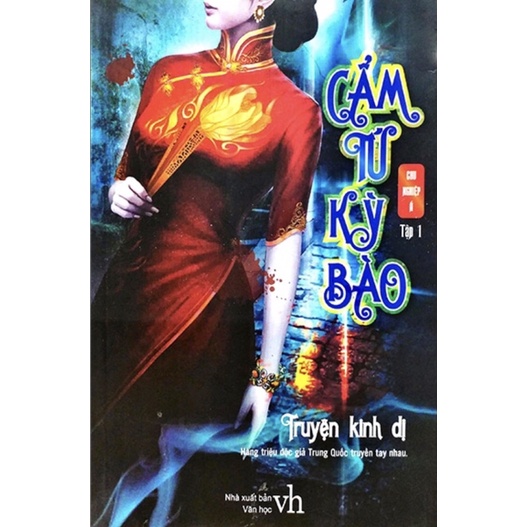 CẨM
TÚ
KỲ
BÀO
CHU
NGHIỆP
Á
Tập 1
Truyện kinh dị
Hàng triệu độc giả Trung Quốc truyền tay nhau.
Nhà xuất bản
Văn học
vh